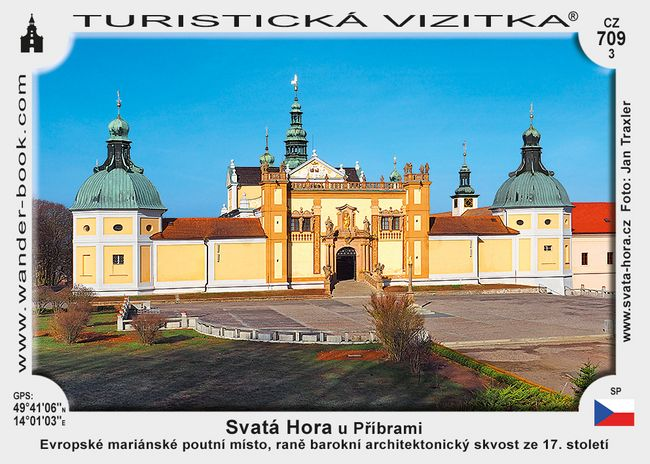 TURISTICKÁ VIZITKA®
CZ
709
3
www.wander-book.com
www.svata-hora.cz Foto: Jan Traxler
GPS:
49°41'06"N
14°01'03"E
SP
Svatá Hora u Příbrami
Evropské mariánské poutní místo, raně barokní architektonický skvost ze 17. století